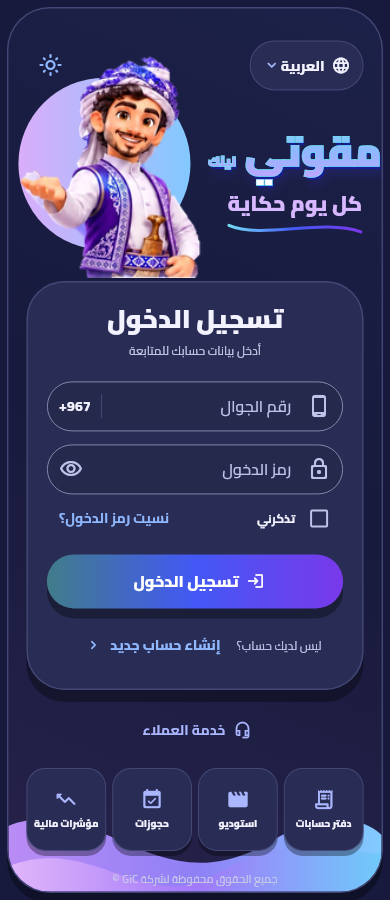 العربية
مقوتي ليك
كل يوم حكاية
تسجيل الدخول
أدخل بيانات حسابك للمتابعة
رقم الجوال
+967
رمز الدخول
تذكرني
نسيت رمز الدخول؟
تسجيل الدخول
ليس لديك حساب؟ إنشاء حساب جديد
خدمة العملاء
دفتر حسابات
استوديو
حجوزات
مؤشرات مالية
جميع الحقوق محفوظة لشركة GiC ©